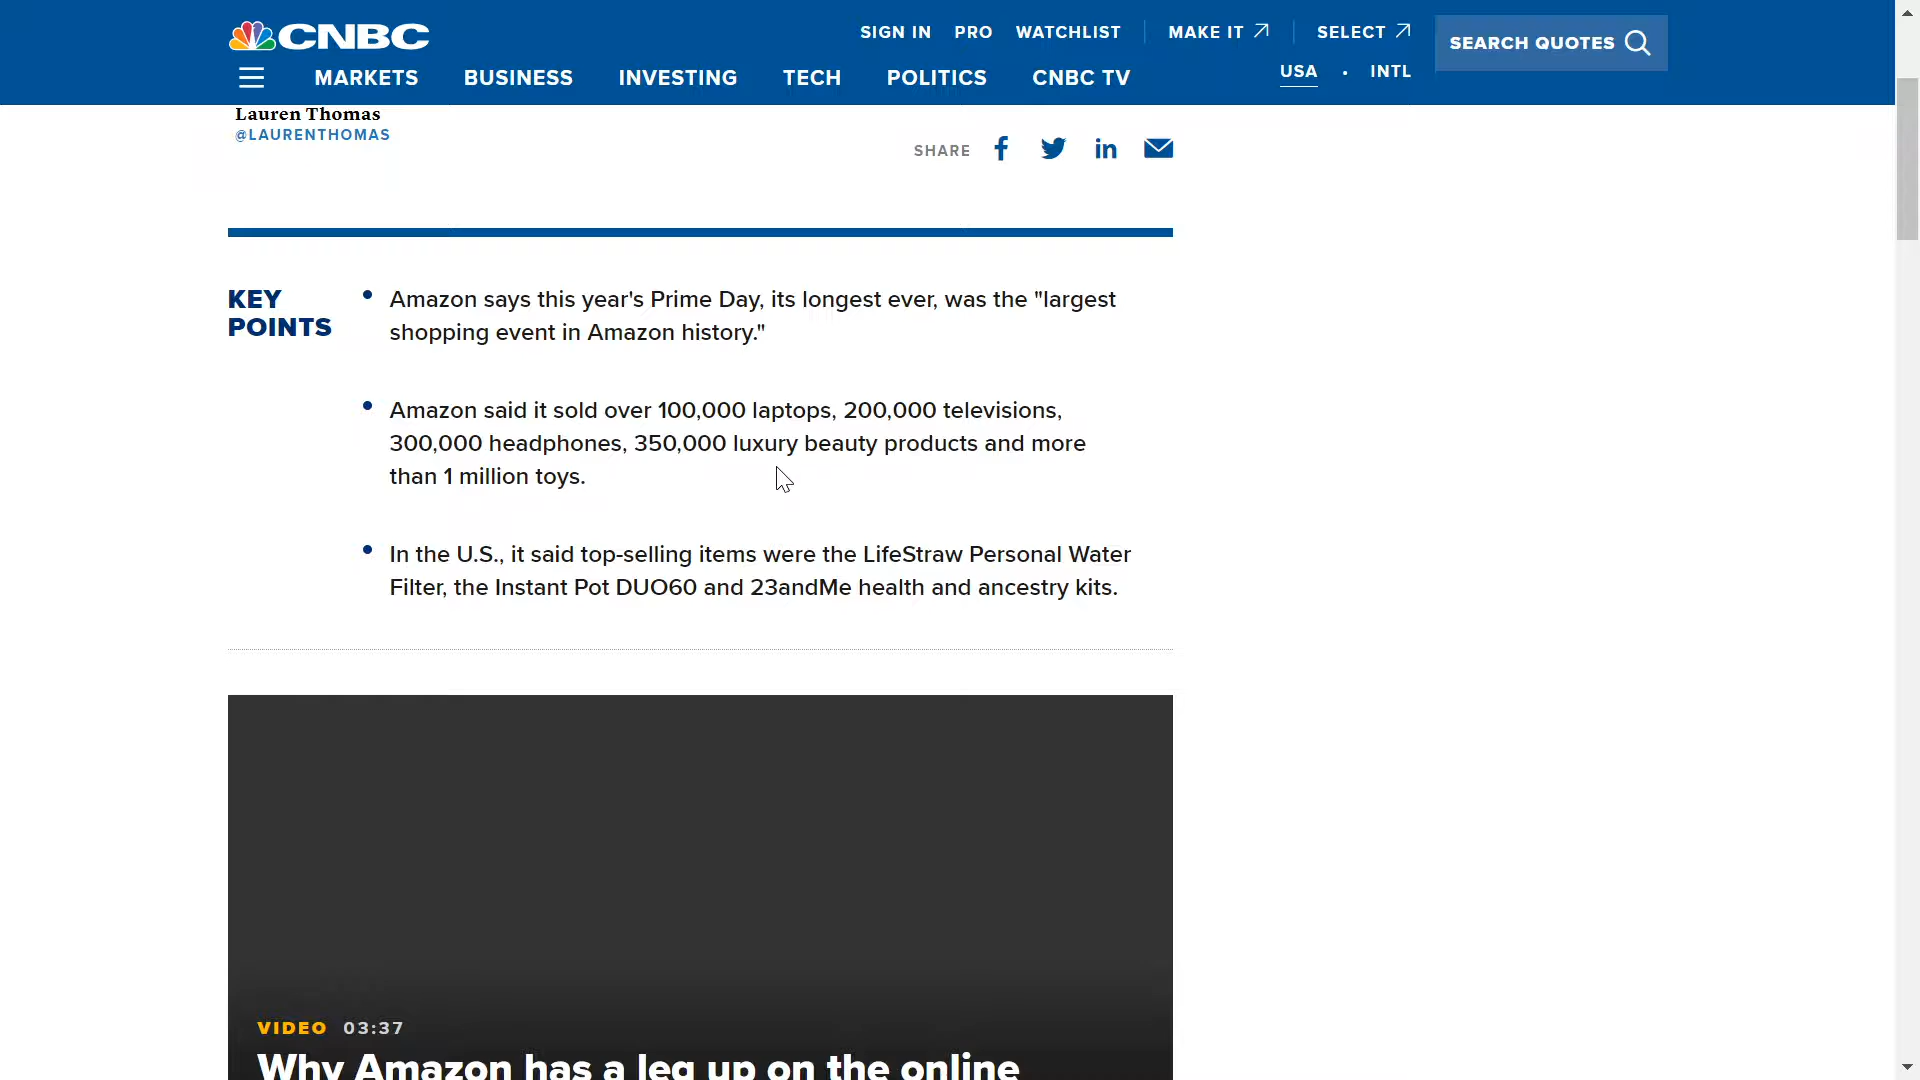 CNBC
SIGN IN PRO WATCHLIST MAKE IT SELECT
SEARCH QUOTES
MARKETS BUSINESS INVESTING TECH POLITICS CNBC TV
USA • INTL
Lauren Thomas
@LAURENTHOMAS
SHARE
KEY
POINTS
• Amazon says this year's Prime Day, its longest ever, was the "largest
shopping event in Amazon history."
• Amazon said it sold over 100,000 laptops, 200,000 televisions,
300,000 headphones, 350,000 luxury beauty products and more
than 1 million toys.
• In the U.S., it said top-selling items were the LifeStraw Personal Water
Filter, the Instant Pot DUO60 and 23andMe health and ancestry kits.
VIDEO 03:37
Why Amazon has a leg up on the online